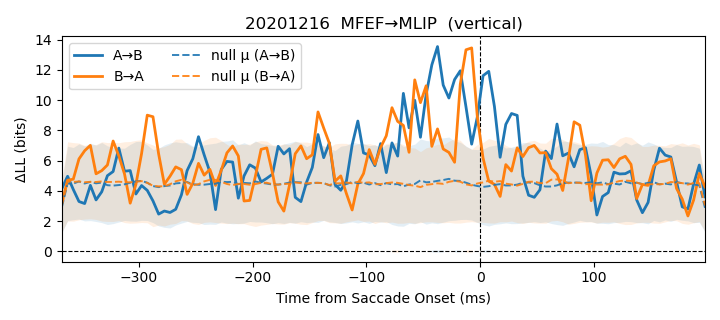 20201216  MFEF→MLIP  (vertical)
A→B
B→A
null μ (A→B)
null μ (B→A)
ΔLL (bits)
14
12
10
8
6
4
2
0
−300
−200
−100
0
100
Time from Saccade Onset (ms)